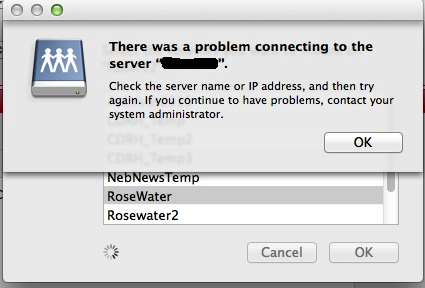 There was a problem connecting to the
server “
”.
Check the server name or IP address, and then try
again. If you continue to have problems, contact your
system administrator.
OK
CDRH_Temp
CDRH_Temp2
CDRH_Temp3
NebNewsTemp
RoseWater
Rosewater2
Cancel
OK